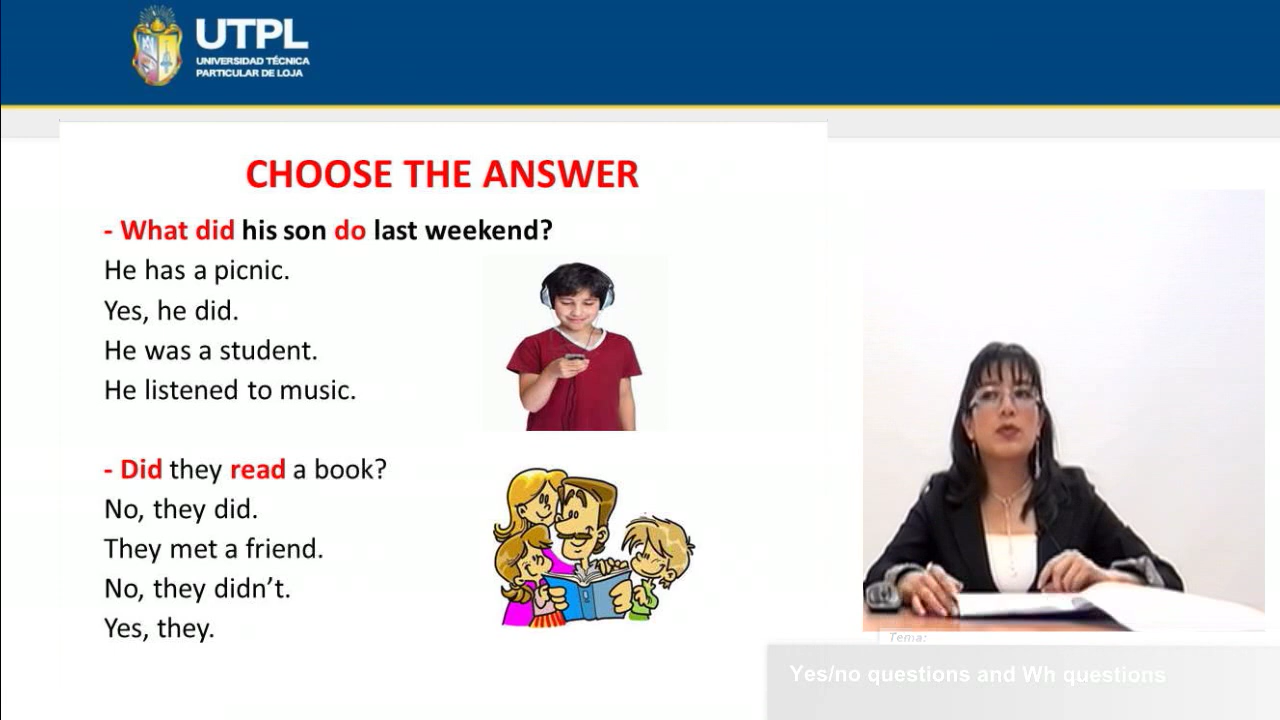 UTPL
UNIVERSIDAD TÉCNICA
PARTICULAR DE LOJA
CHOOSE THE ANSWER
- What did his son do last weekend?
He has a picnic.
Yes, he did.
He was a student.
He listened to music.
- Did they read a book?
No, they did.
They met a friend.
No, they didn’t.
Yes, they.
Tema:
Yes/no questions and Wh questions